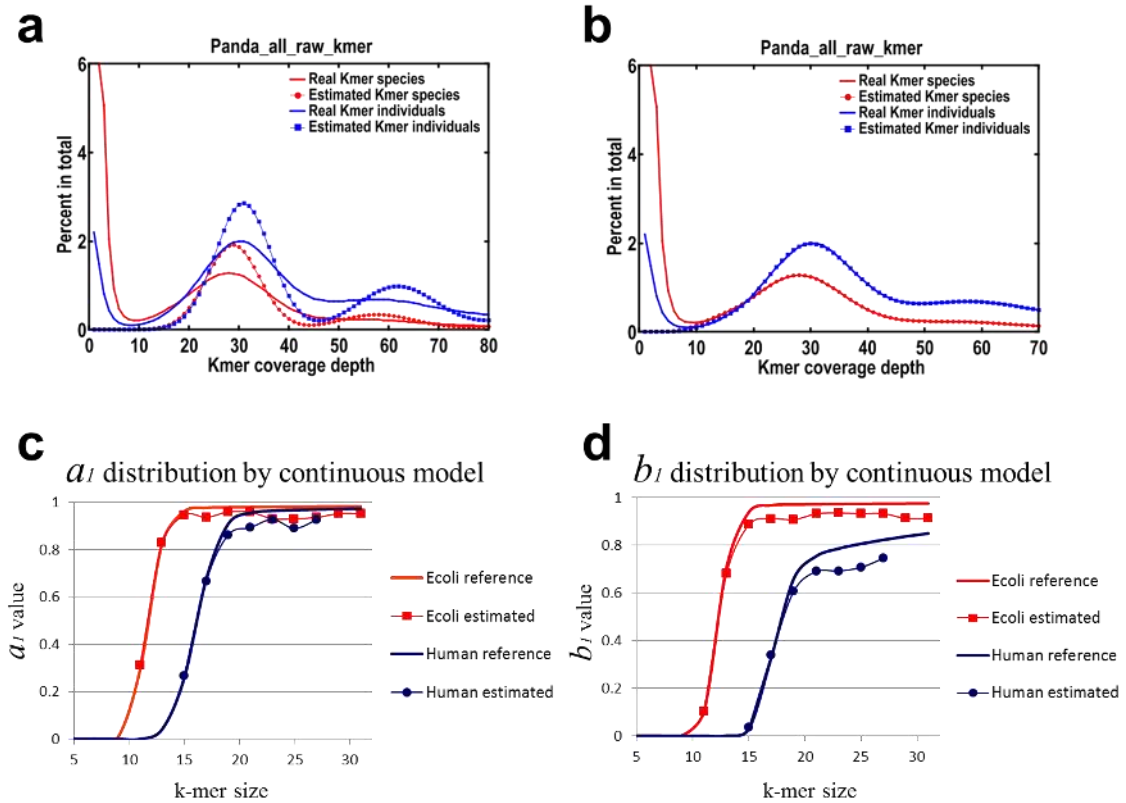 a
Panda_all_raw_kmer
Real Kmer species
Estimated Kmer species
Real Kmer individuals
Estimated Kmer individuals
Percent in total
6
4
2
0
0 10 20 30 40 50 60 70 80
Kmer coverage depth
b
Panda_all_raw_kmer
Real Kmer species
Estimated Kmer species
Real Kmer individuals
Estimated Kmer individuals
Percent in total
6
4
2
0
0 10 20 30 40 50 60 70
Kmer coverage depth
c
a1 distribution by continuous model
a1 value
1
0.8
0.6
0.4
0.2
0
5 10 15 20 25 30
k-mer size
Ecoli reference
Ecoli estimated
Human reference
Human estimated
d
b1 distribution by continuous model
b1 value
1
0.8
0.6
0.4
0.2
0
5 10 15 20 25 30
k-mer size
Ecoli reference
Ecoli estimated
Human reference
Human estimated